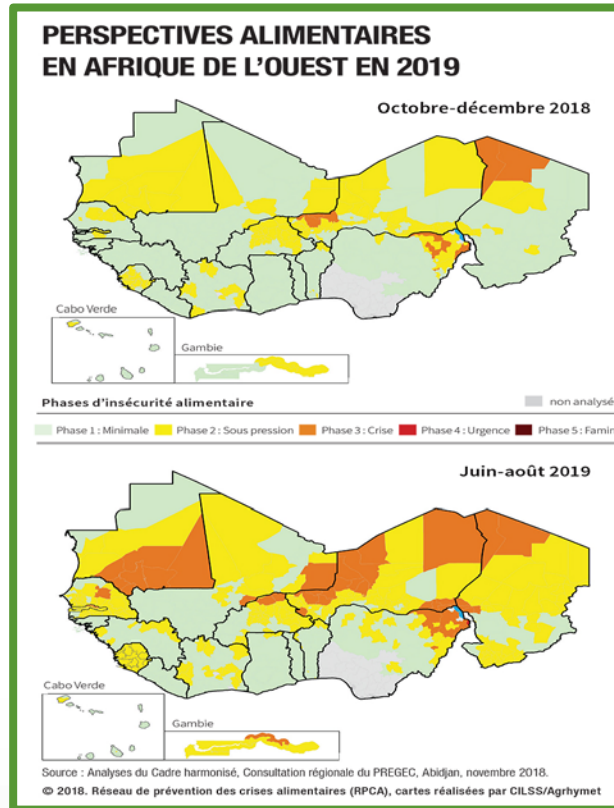 PERSPECTIVES ALIMENTAIRES
EN AFRIQUE DE L'OUEST EN 2019
Octobre-décembre 2018
Cabo Verde
Gambie
Phases d'insécurité alimentaire
non analysé
Phase 1 : Minimale
Phase 2 : Sous pression
Phase 3 : Crise
Phase 4 : Urgence
Phase 5 : Famin
Juin-août 2019
Cabo Verde
Gambie
Source : Analyses du Cadre harmonisé, Consultation régionale du PREGEC, Abidjan, novembre 2018.
© 2018. Réseau de prévention des crises alimentaires (RPCA), cartes réalisées par CILSS/Agrhymet